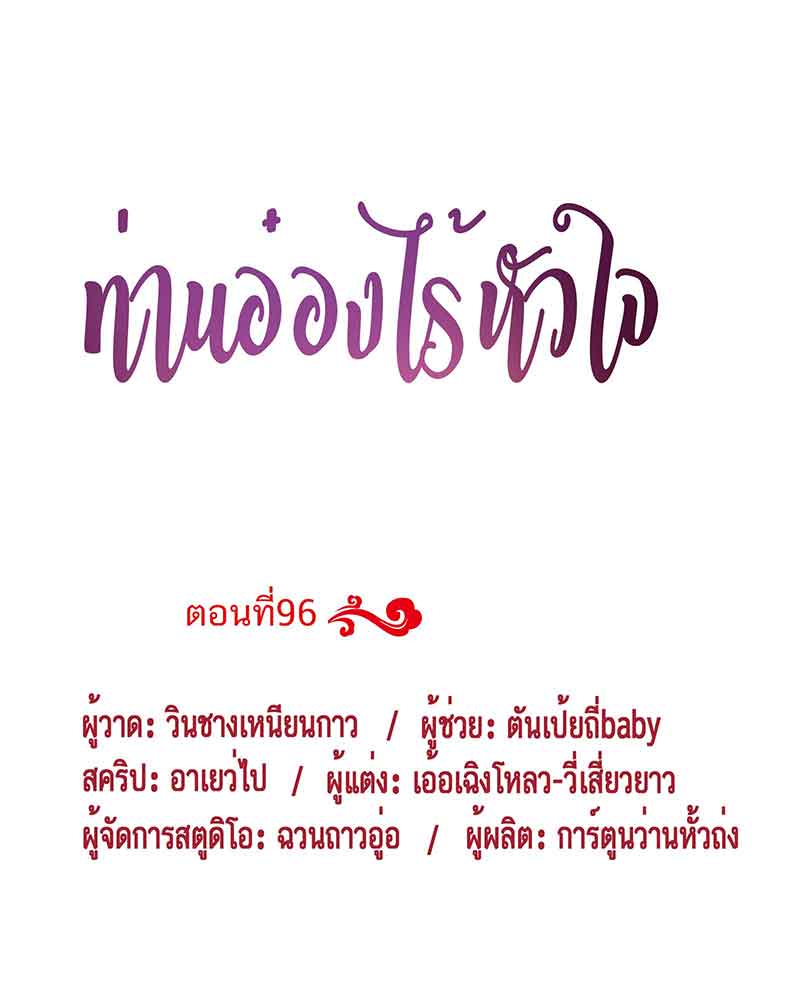 ท่านอ๋องไร้หัวใจ
ตอนที่96
ผู้วาด: วินชางเหนียนกาว / ผู้ช่วย: ตันเป้ยถี่baby
สคริป: อาเยว่ไป / ผู้แต่ง: เอ้อเฉิงโหลว-วี่เสี่ยวยาว
ผู้จัดการสตูดิโอ: ฉวนถาวอู่อ / ผู้ผลิต: การ์ตูนว่านหั้วถ่ง